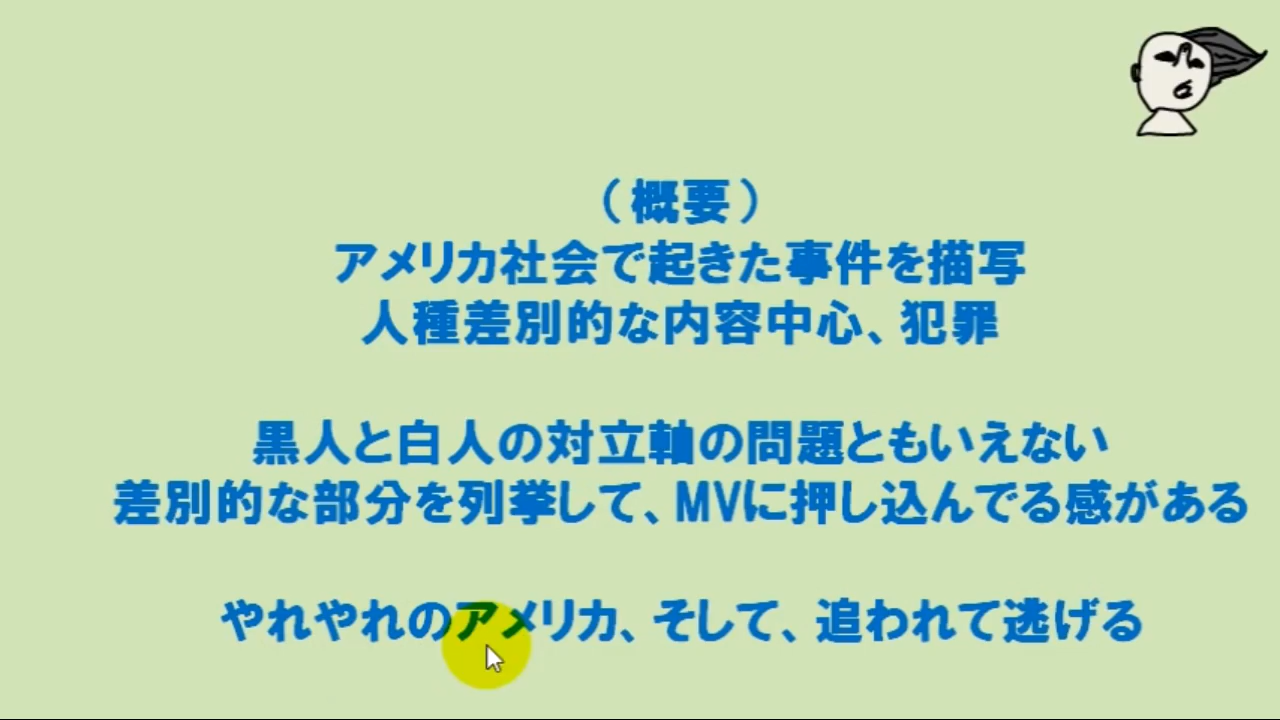 （概要）
アメリカ社会で起きた事件を描写
人種差別的な内容中心、犯罪
黒人と白人の対立軸の問題ともいえない
差別的な部分を列挙して、MVに押し込んでる感がある
やれやれのアメリカ、そして、追われて逃げる